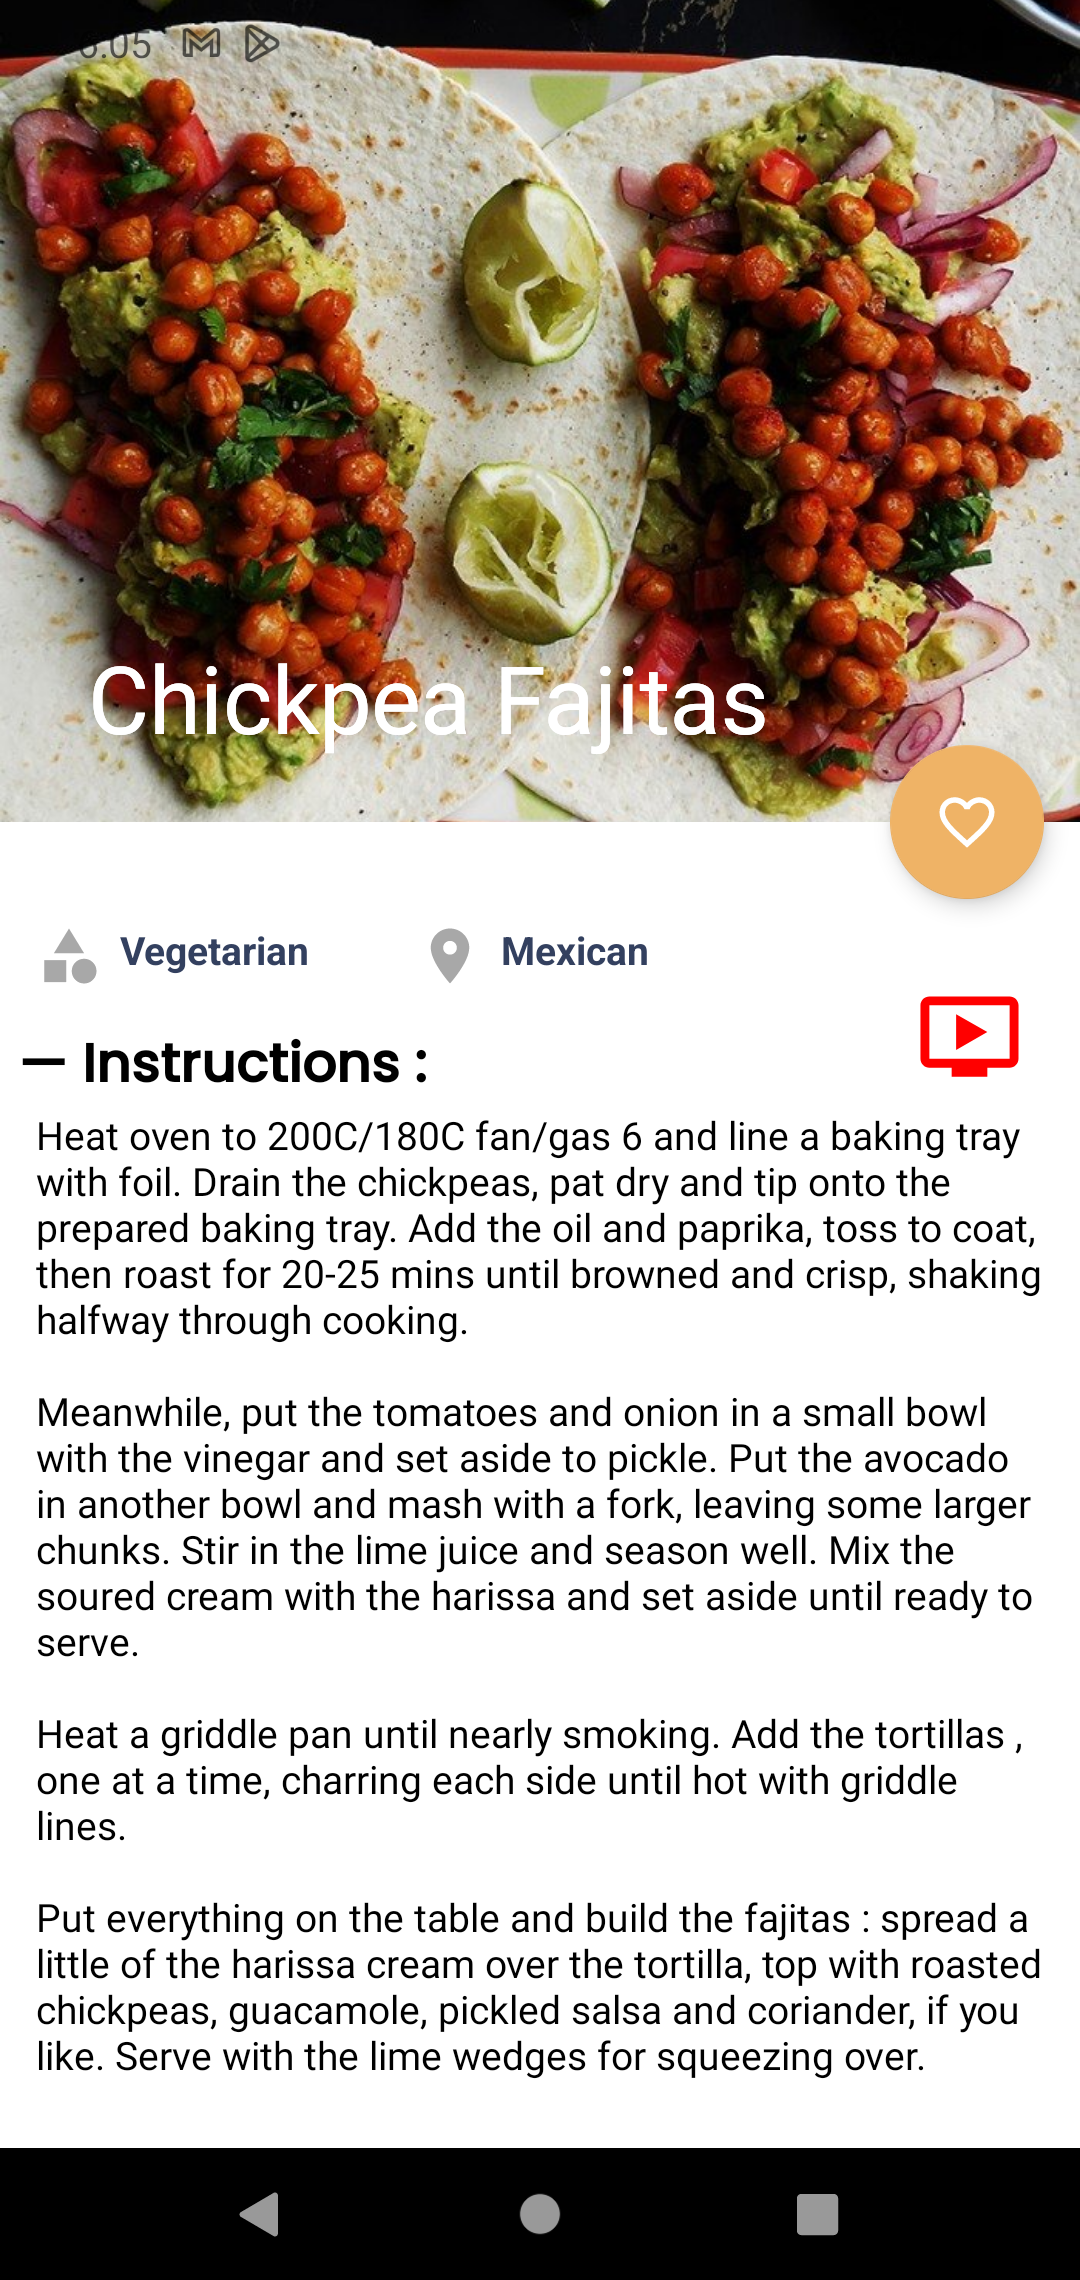 6:05
Chickpea Fajitas
Vegetarian
Mexican
— Instructions :
Heat oven to 200C/180C fan/gas 6 and line a baking tray
with foil. Drain the chickpeas, pat dry and tip onto the
prepared baking tray. Add the oil and paprika, toss to coat,
then roast for 20-25 mins until browned and crisp, shaking
halfway through cooking.
Meanwhile, put the tomatoes and onion in a small bowl
with the vinegar and set aside to pickle. Put the avocado
in another bowl and mash with a fork, leaving some larger
chunks. Stir in the lime juice and season well. Mix the
soured cream with the harissa and set aside until ready to
serve.
Heat a griddle pan until nearly smoking. Add the tortillas ,
one at a time, charring each side until hot with griddle
lines.
Put everything on the table and build the fajitas : spread a
little of the harissa cream over the tortilla, top with roasted
chickpeas, guacamole, pickled salsa and coriander, if you
like. Serve with the lime wedges for squeezing over.